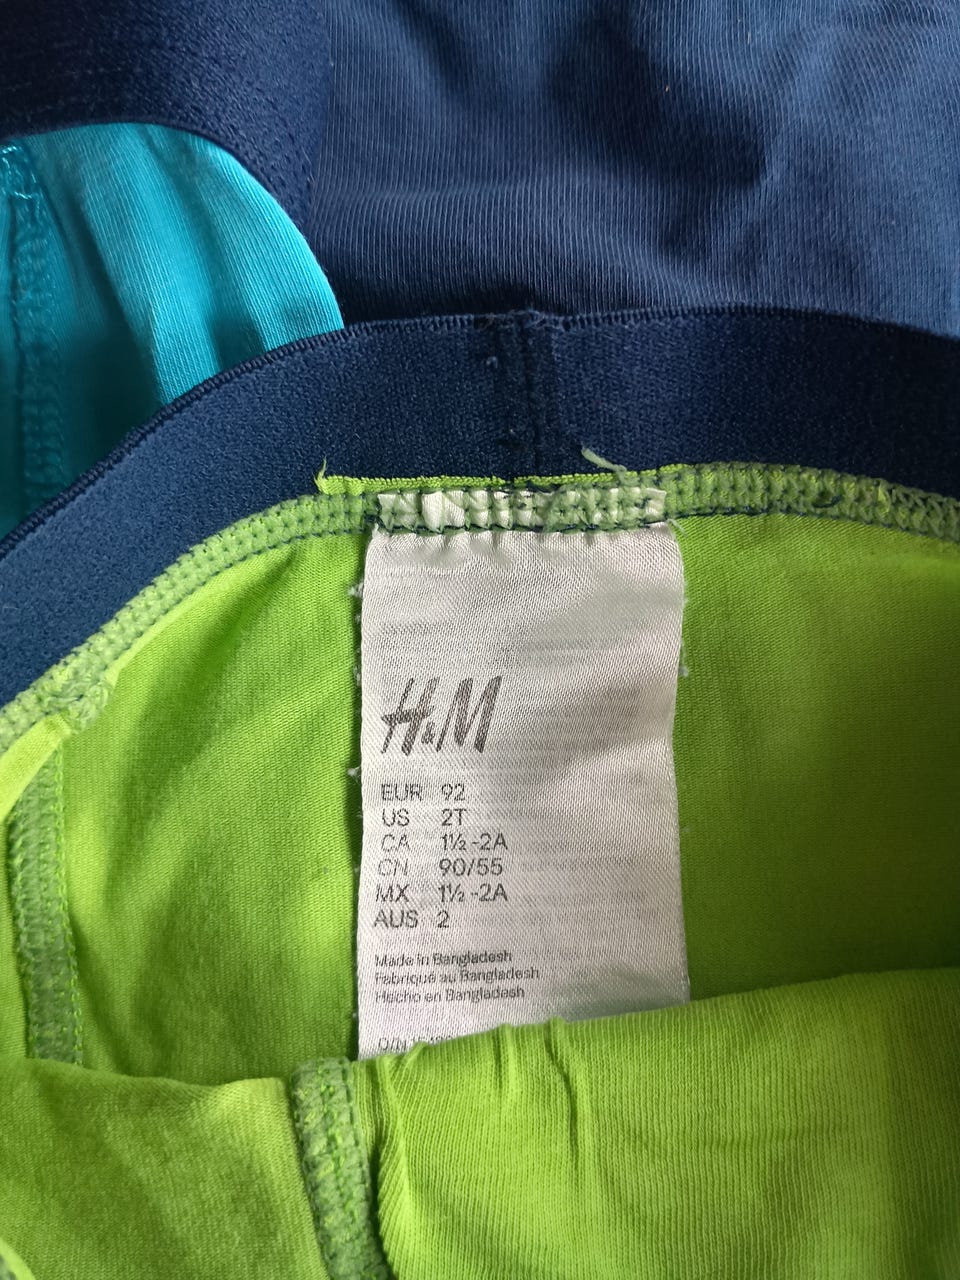 H&M
EUR 92
US 2T
CA 1½-2A
CN 90/55
MX 1½-2A
AUS 2
Made in Bangladesh
Fabriqué au Bangladesh
Hecho en Bangladesh